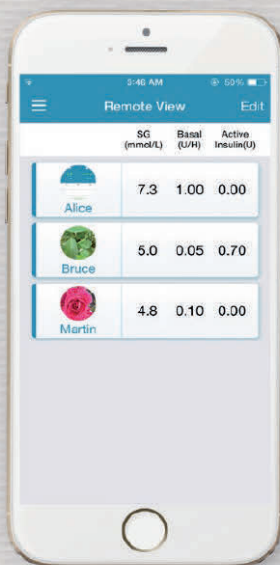 5:46 AM 50%
Remote View Edit
SG Basal Active
(mmol/L) (U/H) Insulin(U)
Alice 7.3 1.00 0.00
Bruce 5.0 0.05 0.70
Martin 4.8 0.10 0.00